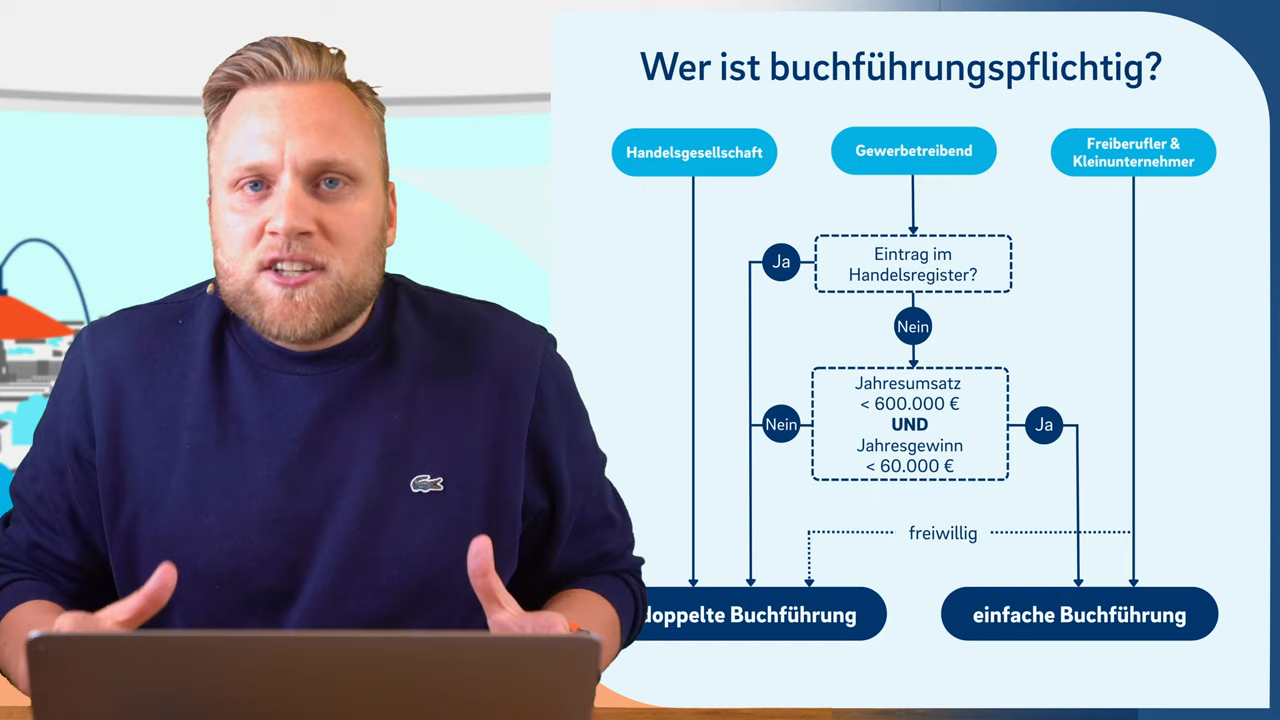 Wer ist buchführungspflichtig?
Handelsgesellschaft
Gewerbetreibend
Freiberufler &
Kleinunternehmer
Eintrag im
Handelsregister?
Ja
Nein
Jahresumsatz
< 600.000 €
UND
Jahresgewinn
< 60.000 €
Nein
Ja
freiwillig
doppelte Buchführung
einfache Buchführung